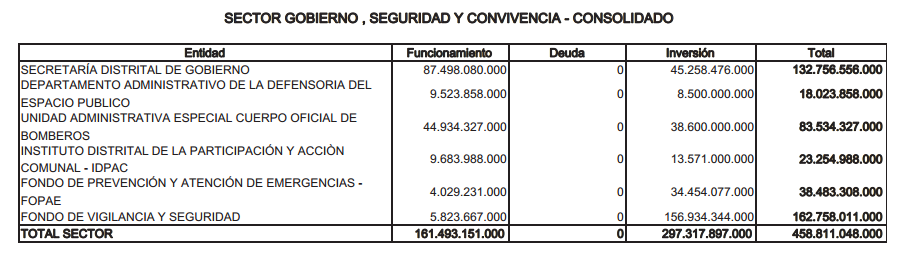 SECTOR GOBIERNO , SEGURIDAD Y CONVIVENCIA - CONSOLIDADO
Entidad Funcionamiento Deuda Inversión Total
SECRETARÍA DISTRITAL DE GOBIERNO 87.498.080.000 0 45.258.476.000 132.756.556.000
DEPARTAMENTO ADMINISTRATIVO DE LA DEFENSORIA DEL
ESPACIO PUBLICO 9.523.858.000 0 8.500.000.000 18.023.858.000
UNIDAD ADMINISTRATIVA ESPECIAL CUERPO OFICIAL DE
BOMBEROS 44.934.327.000 0 38.600.000.000 83.534.327.000
INSTITUTO DISTRITAL DE LA PARTICIPACIÓN Y ACCIÒN
COMUNAL - IDPAC 9.683.988.000 0 13.571.000.000 23.254.988.000
FONDO DE PREVENCIÓN Y ATENCIÓN DE EMERGENCIAS -
FOPAE 4.029.231.000 0 34.454.077.000 38.483.308.000
FONDO DE VIGILANCIA Y SEGURIDAD 5.823.667.000 0 156.934.344.000 162.758.011.000
TOTAL SECTOR 161.493.151.000 0 297.317.897.000 458.811.048.000